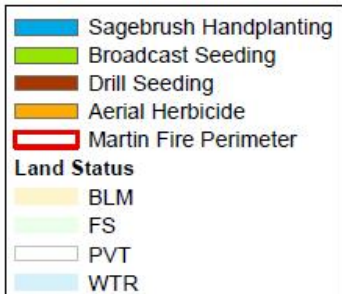 Sagebrush Handplanting
Broadcast Seeding
Drill Seeding
Aerial Herbicide
Martin Fire Perimeter
Land Status
BLM
FS
PVT
WTR